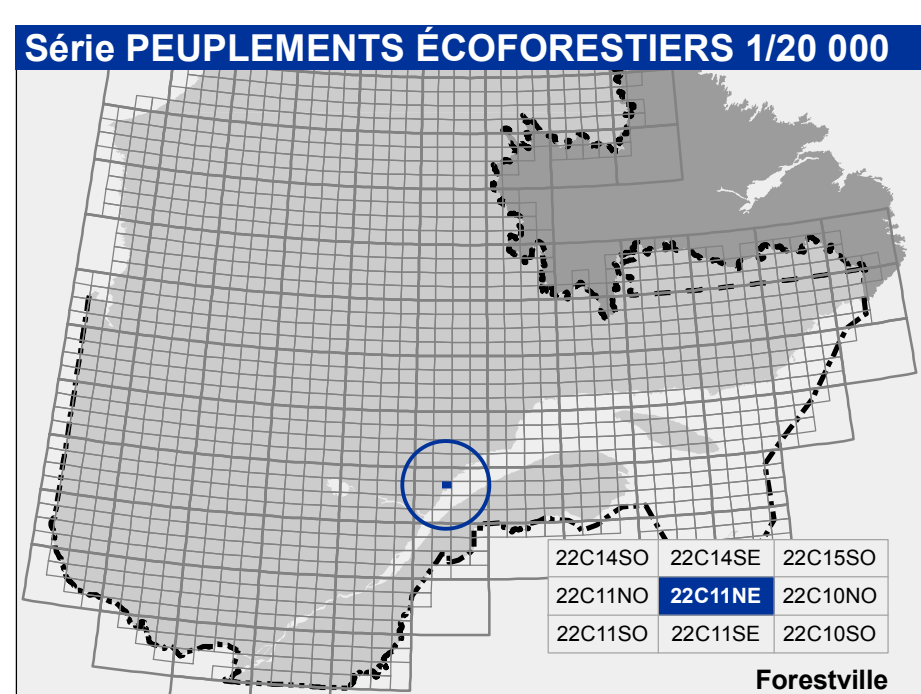 Série PEUPLEMENTS ÉCOFORESTIERS 1/20 000
22C14SO 22C14SE 22C15SO
22C11NO 22C11NE 22C10NO
22C11SO 22C11SE 22C10SO
Forestville